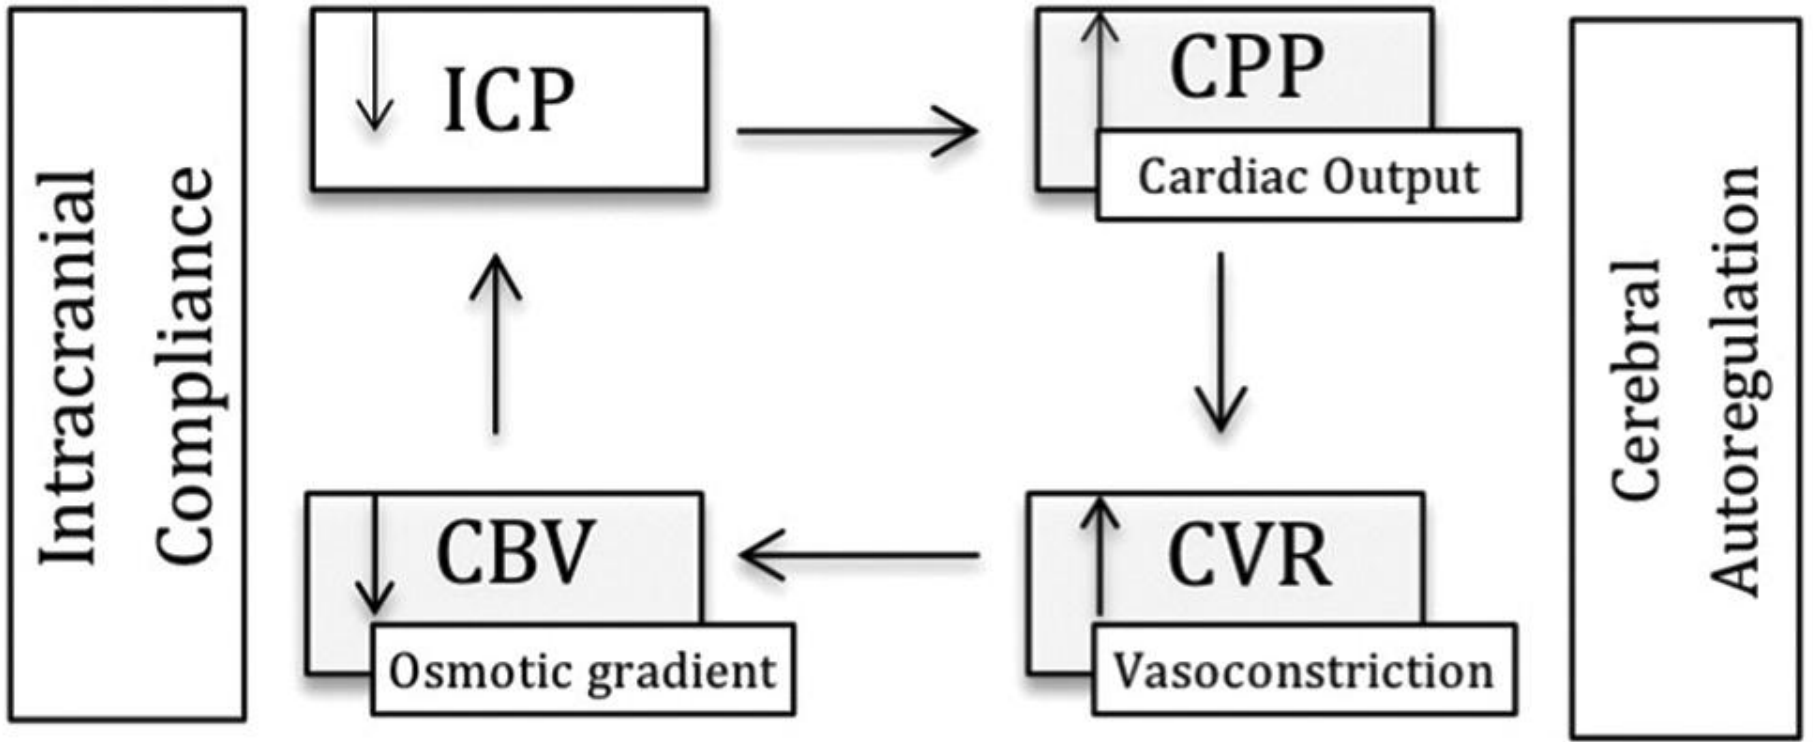 Intracranial
Compliance
ICP
CPP
Cardiac Output
CBV
Osmotic gradient
CVR
Vasoconstriction
Cerebral
Autoregulation